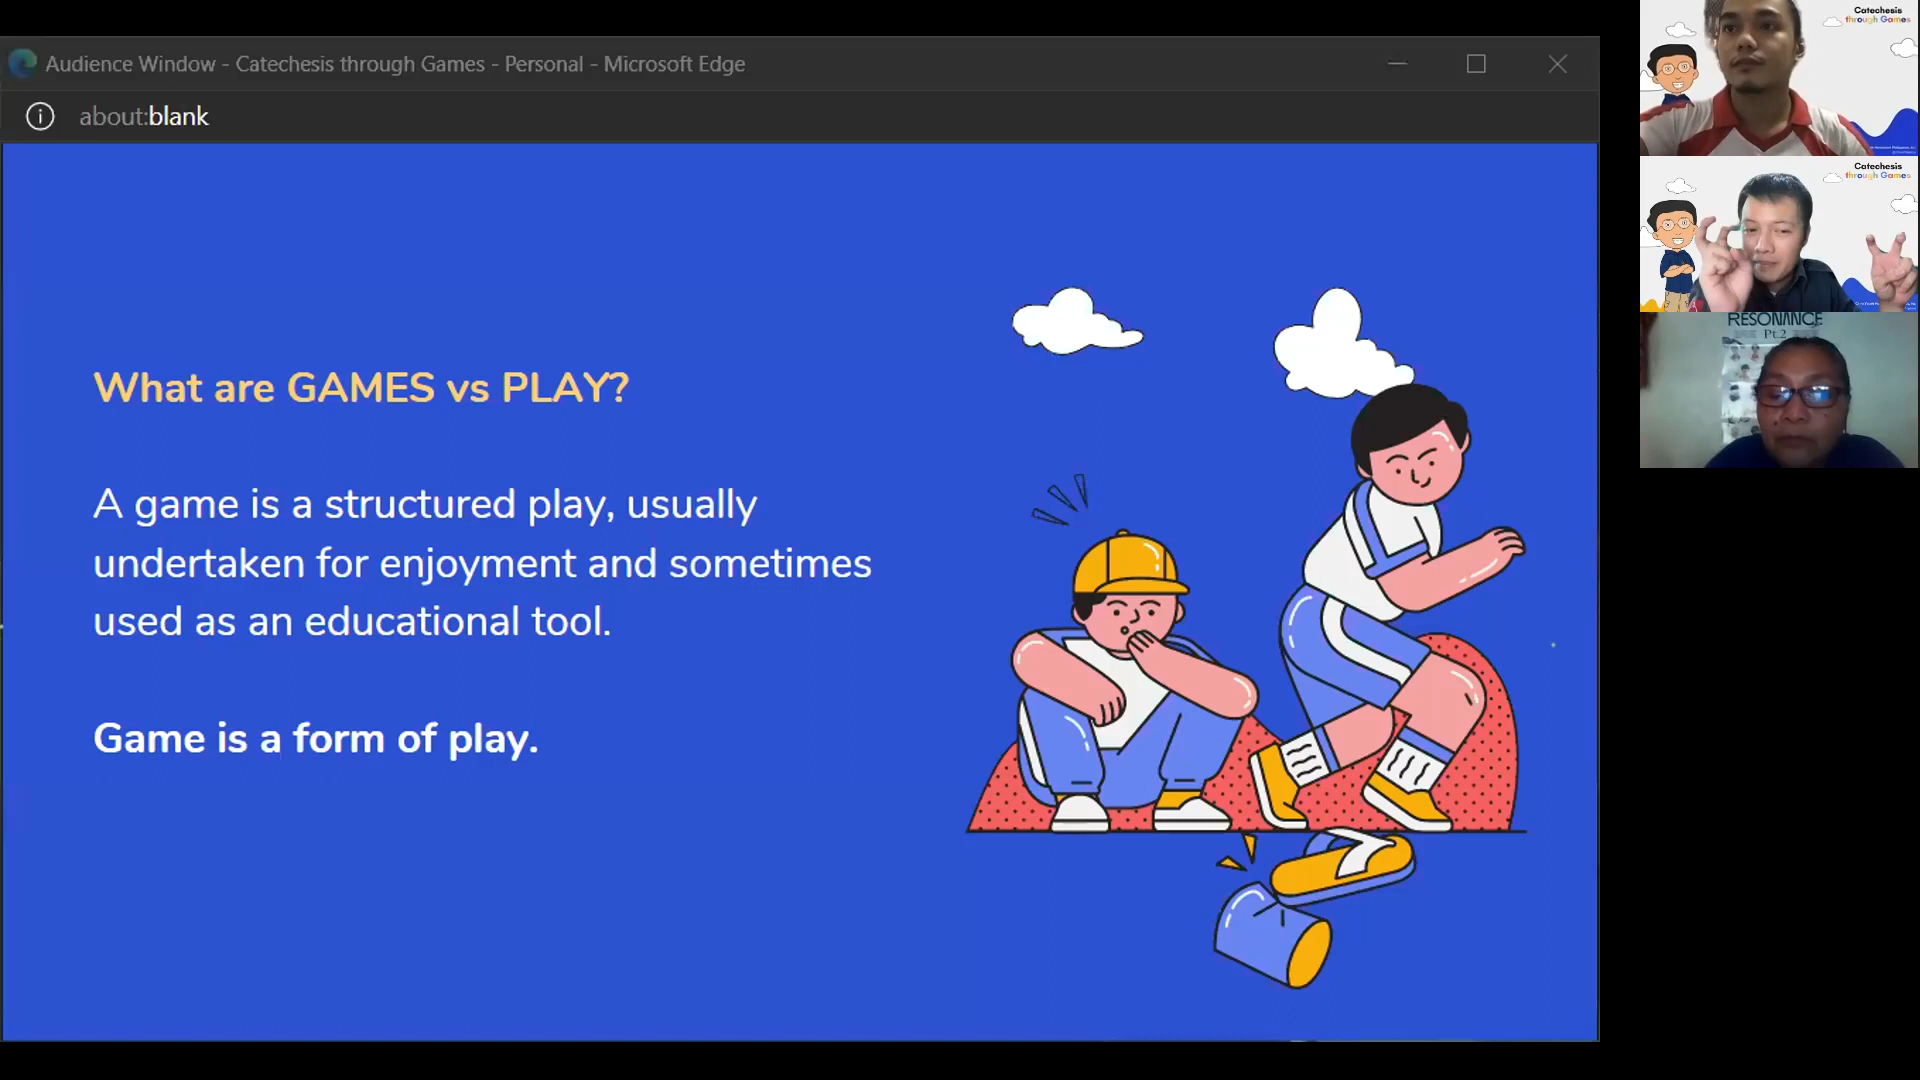 Audience Window - Catechesis through Games - Personal - Microsoft Edge
about:blank
What are GAMES vs PLAY?
A game is a structured play, usually
undertaken for enjoyment and sometimes
used as an educational tool.
Game is a form of play.
Catechesis
through Games
Catechesis
through Games
RESONANCE
Pt.2